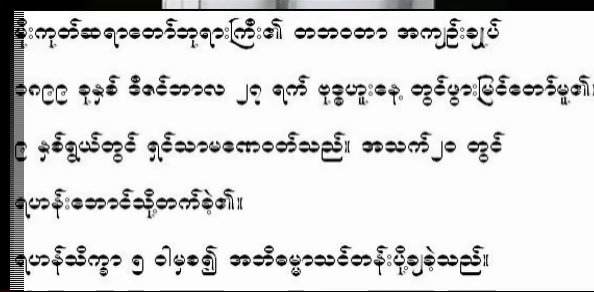 မိုးကုတ်ဆရာတော်ဘုရားကြီး၏ တဘဝတာ အကျဉ်းချုပ်
၁၈၉၉ ခုနှစ် ဒီဇင်ဘာလ ၂၇ ရက် ဗုဒ္ဓဟူးနေ့ တွင်ဖွားမြင်တော်မူ၏။
၉ နှစ်ရွယ်တွင် ရှင်သာမဏေဝတ်သည်။ အသက်၂၀ တွင်
ရဟန်းဘောင်သို့တက်ခဲ့၏။
ရဟန်သိက္ခာ ၅ ဝါမှစ၍ အဘိဓမ္မာသင်တန်းပို့ချခဲ့သည်။